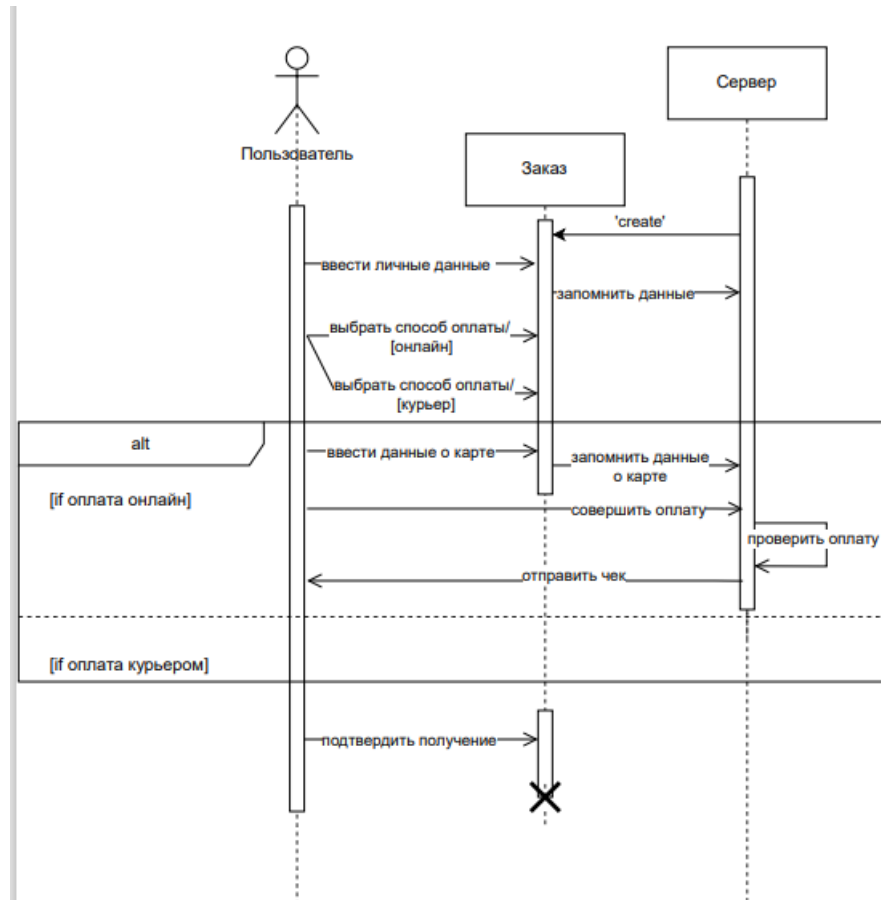 Сервер
Пользователь
Заказ
'create'
ввести личные данные
запомнить данные
выбрать способ оплаты/
[онлайн]
выбрать способ оплаты/
[курьер]
alt
ввести данные о карте
запомнить данные
о карте
[if оплата онлайн]
совершить оплату
проверить оплату
отправить чек
[if оплата курьером]
подтвердить получение